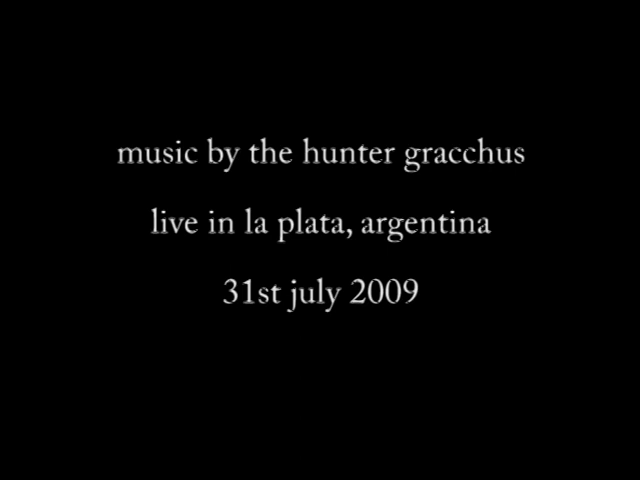 music by the hunter gracchus
live in la plata, argentina
31st july 2009